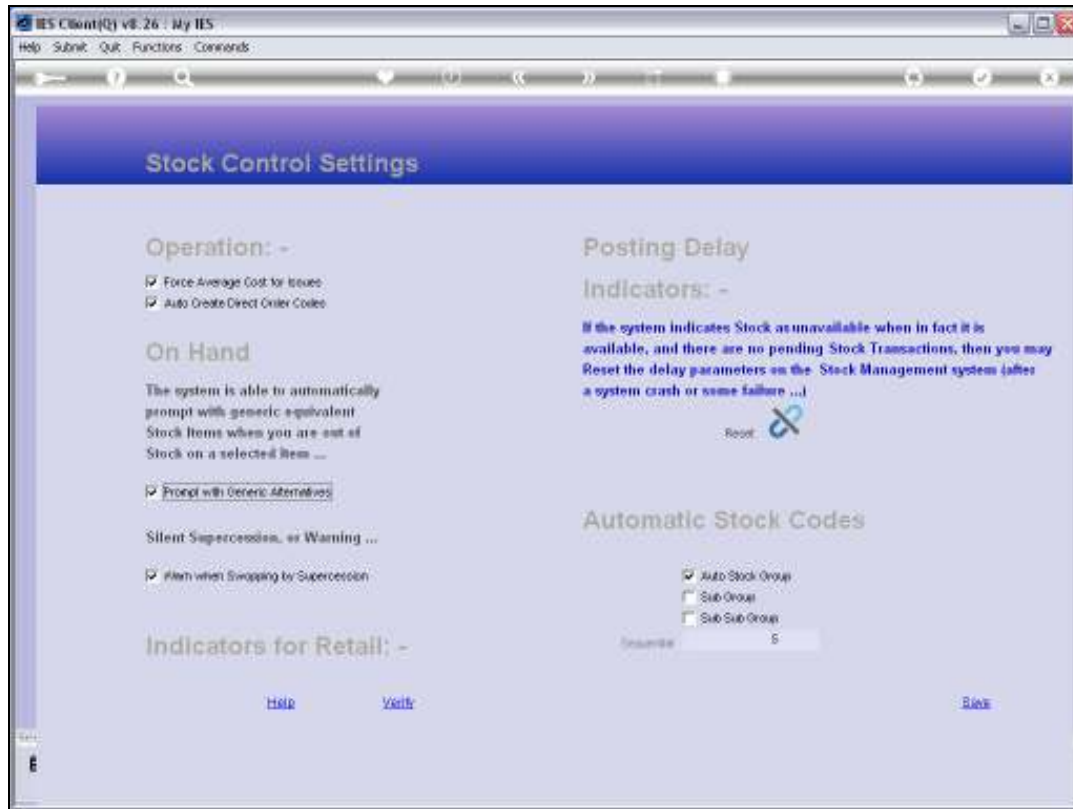 IES Client(Q) v8.26 : My IES
Help Submit Quit Functions Commands
Stock Control Settings
Operation: -
Force Average Cost for Issues
Auto Create Direct Order Codes
On Hand
The system is able to automatically
prompt with generic equivalent
Stock Items when you are out of
Stock on a selected Item ...
Prompt with Generic Alternatives
Silent Supercession, or Warning ...
Warn when Swapping by Supercession
Indicators for Retail: -
Help Verify
Posting Delay
Indicators: -
If the system indicates Stock as unavailable when in fact it is
available, and there are no pending Stock Transactions, then you may
Reset the delay parameters on the Stock Management system (after
a system crash or some failure ...)
Reset
Automatic Stock Codes
Auto Stock Group
Sub Group
Sub Sub Group
Sequential 5
Save